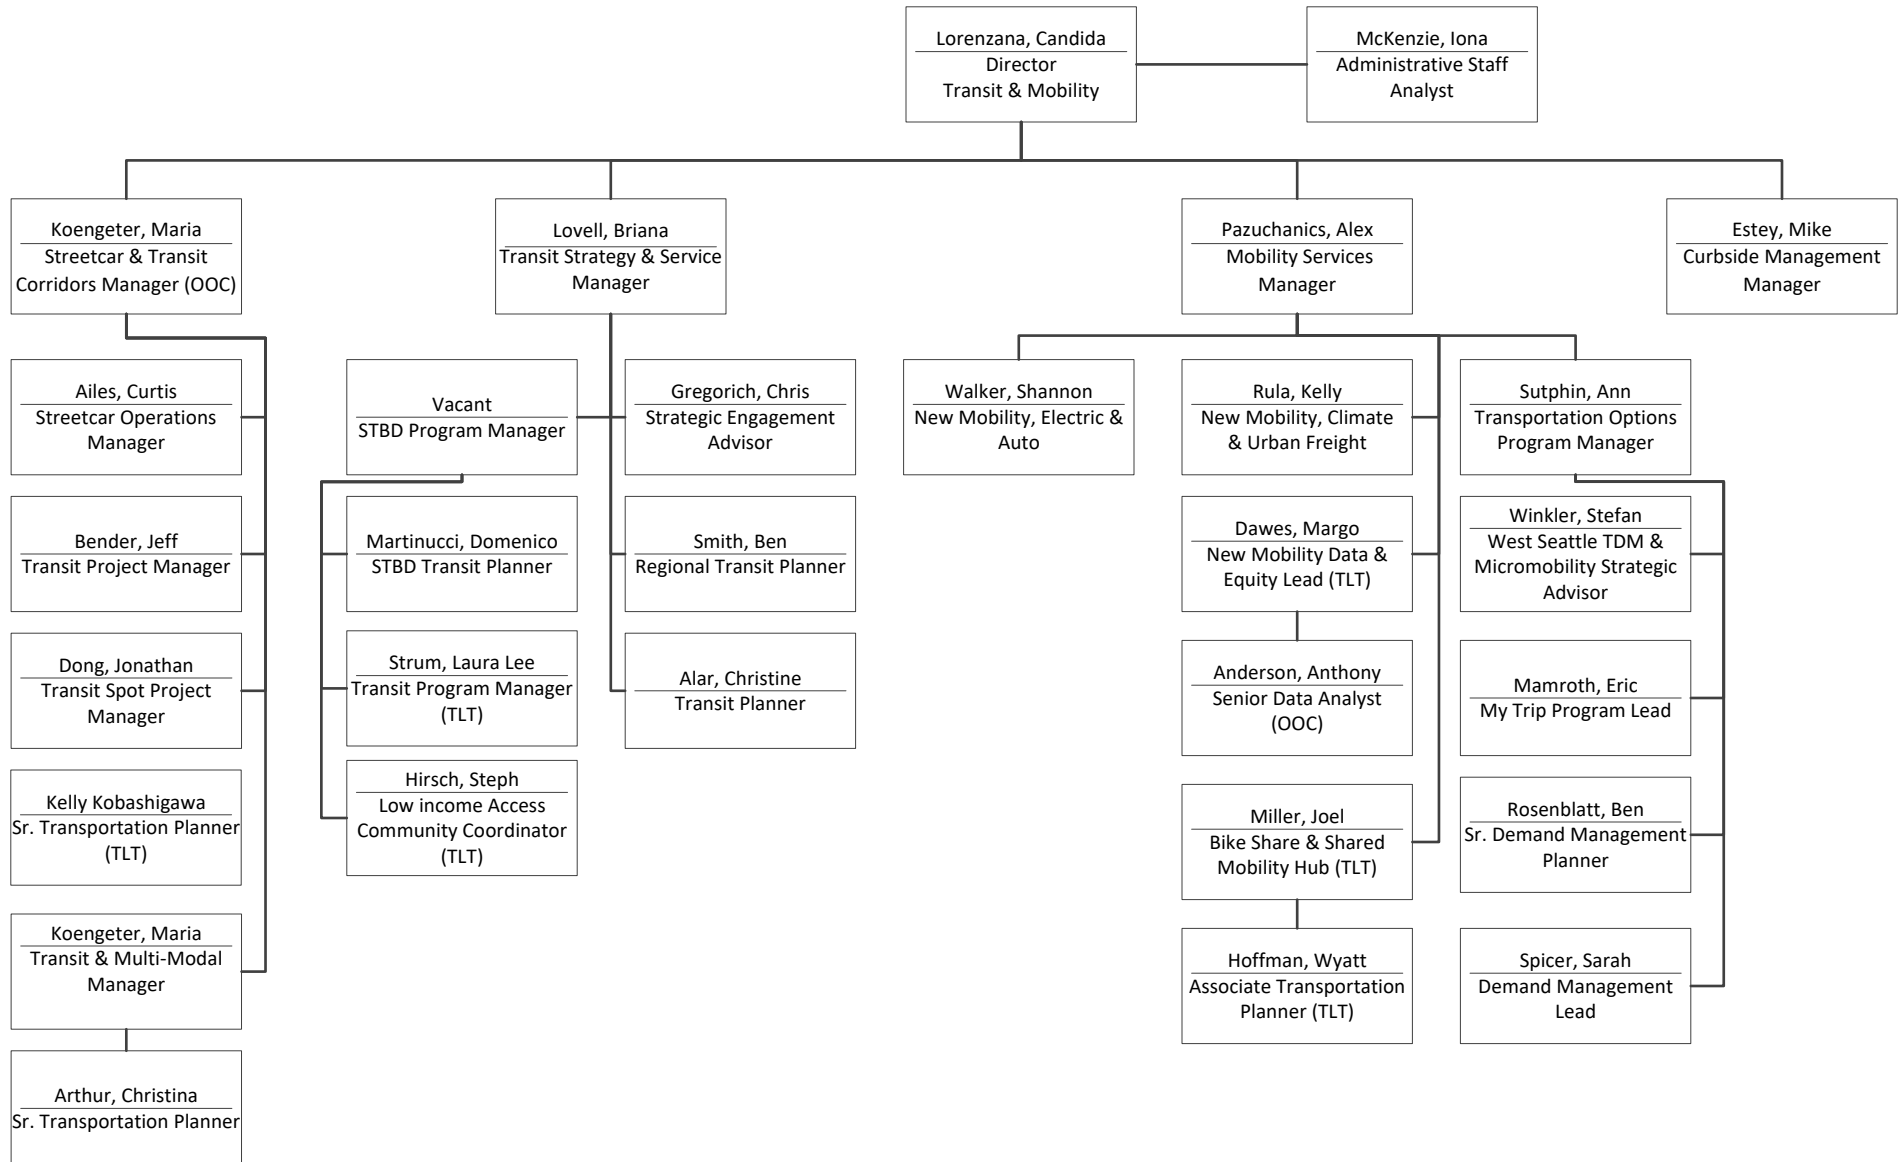 Lorenzana, Candida
Director
Transit & Mobility
McKenzie, Iona
Administrative Staff
Analyst
Koengeter, Maria
Streetcar & Transit
Corridors Manager (OOC)
Lovell, Briana
Transit Strategy & Service
Manager
Pazuchanics, Alex
Mobility Services
Manager
Estey, Mike
Curbside Management
Manager
Ailes, Curtis
Streetcar Operations
Manager
Bender, Jeff
Transit Project Manager
Dong, Jonathan
Transit Spot Project
Manager
Kelly Kobashigawa
Sr. Transportation Planner
(TLT)
Koengeter, Maria
Transit & Multi-Modal
Manager
Arthur, Christina
Sr. Transportation Planner
Vacant
STBD Program Manager
Martinucci, Domenico
STBD Transit Planner
Strum, Laura Lee
Transit Program Manager
(TLT)
Hirsch, Steph
Low income Access
Community Coordinator
(TLT)
Gregorich, Chris
Strategic Engagement
Advisor
Smith, Ben
Regional Transit Planner
Alar, Christine
Transit Planner
Walker, Shannon
New Mobility, Electric &
Auto
Rula, Kelly
New Mobility, Climate
& Urban Freight
Dawes, Margo
New Mobility Data &
Equity Lead (TLT)
Anderson, Anthony
Senior Data Analyst
(OOC)
Miller, Joel
Bike Share & Shared
Mobility Hub (TLT)
Hoffman, Wyatt
Associate Transportation
Planner (TLT)
Sutphin, Ann
Transportation Options
Program Manager
Winkler, Stefan
West Seattle TDM &
Micromobility Strategic
Advisor
Mamroth, Eric
My Trip Program Lead
Rosenblatt, Ben
Sr. Demand Management
Planner
Spicer, Sarah
Demand Management
Lead